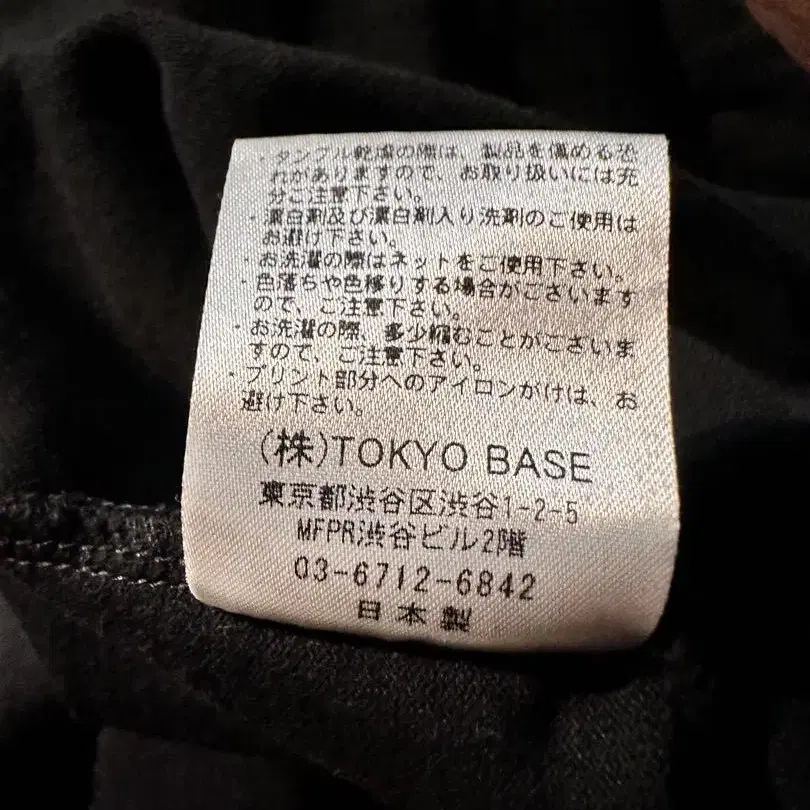 ・タンブル乾燥の際は、製品を傷める恐
れがありますので、お取り扱いには充
分ご注意下さい。
・漂白剤及び漂白剤入り洗剤のご使用は
お避け下さい。
・お洗濯の際はネットをご使用下さい。
・色落ちや色移りする場合がございます
ので、ご注意下さい。
・お洗濯の際、多少縮むことがございま
すので、ご注意下さい。
・プリント部分へのアイロンがけは、お
避け下さい。
(株)TOKYO BASE
東京都渋谷区渋谷1-2-5
MFPR渋谷ビル2階
03-6712-6842
日本製